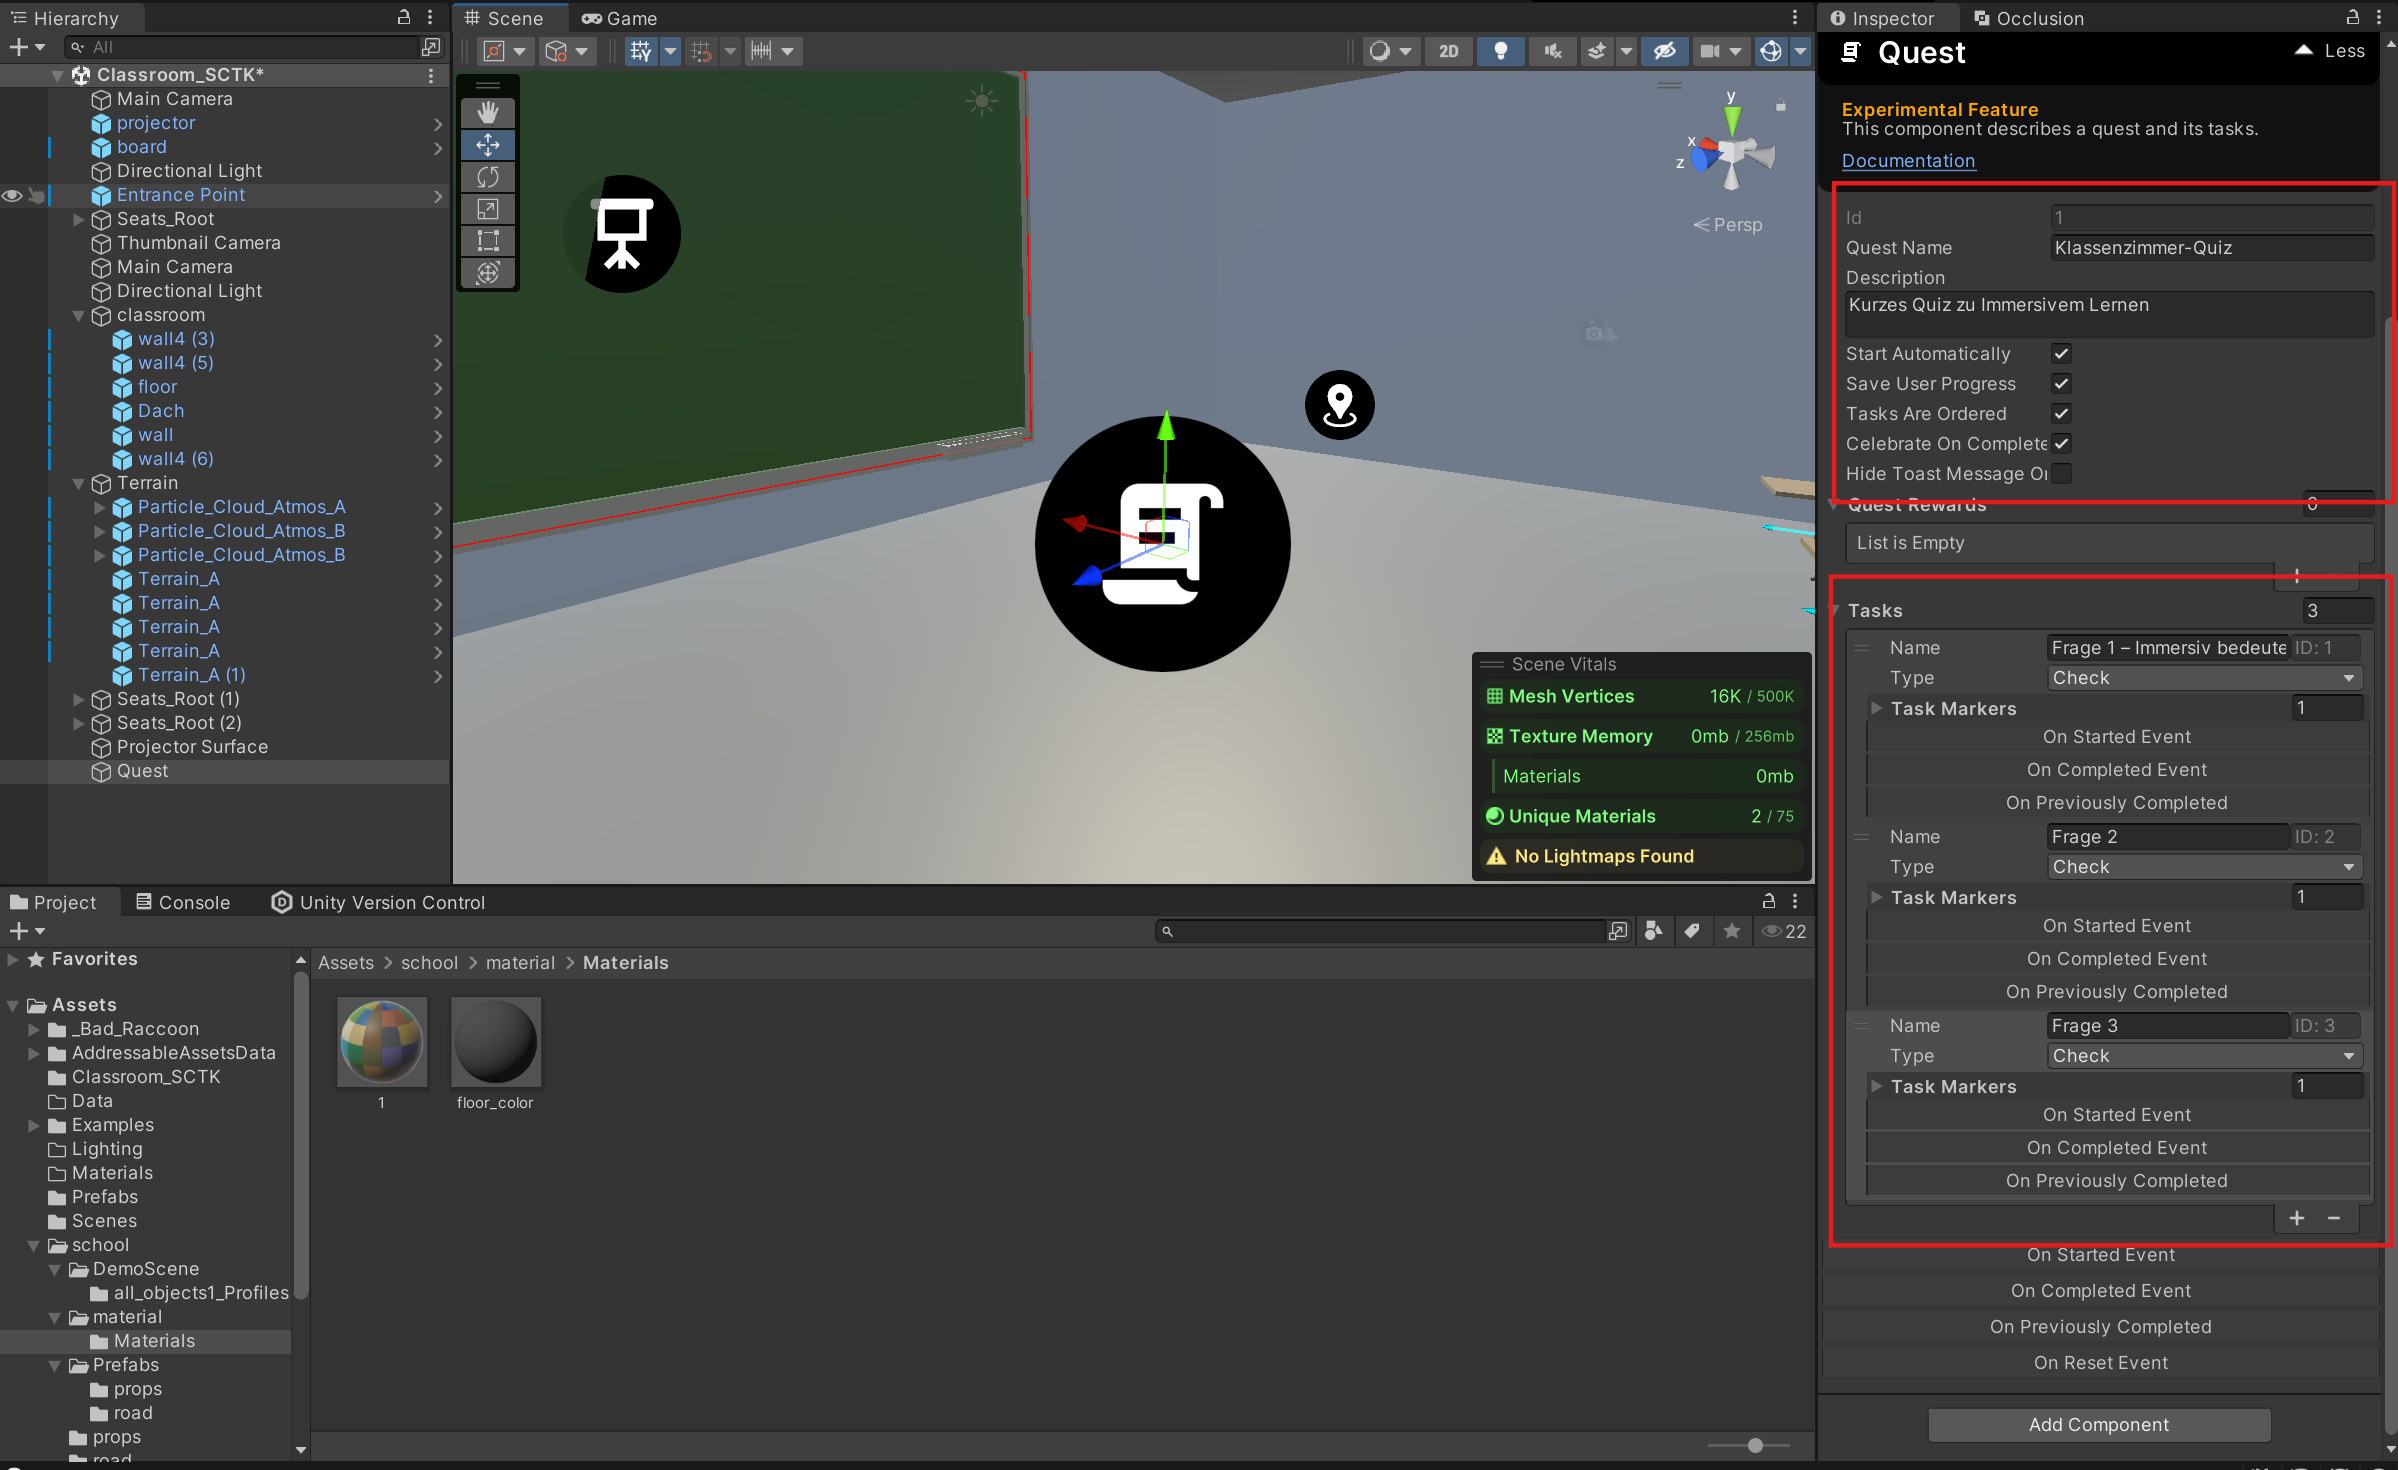 Hierarchy
All
Classroom_SCTK*
Main Camera
projector
board
Directional Light
Entrance Point
Seats_Root
Thumbnail Camera
Main Camera
Directional Light
classroom
wall4 (3)
wall4 (5)
floor
Dach
wall
wall4 (6)
Terrain
Particle_Cloud_Atmos_A
Particle_Cloud_Atmos_B
Particle_Cloud_Atmos_B
Terrain_A
Terrain_A
Terrain_A
Terrain_A
Terrain_A (1)
Seats_Root (1)
Seats_Root (2)
Projector Surface
Quest
Scene Game
2D
y
x
z
Persp
Scene Vitals
Mesh Vertices 16K / 500K
Texture Memory 0mb / 256mb
Materials 0mb
Unique Materials 2 / 75
No Lightmaps Found
Inspector Occlusion
Quest Less
Experimental Feature
This component describes a quest and its tasks.
Documentation
Id 1
Quest Name Klassenzimmer-Quiz
Description
Kurzes Quiz zu Immersivem Lernen
Start Automatically
Save User Progress
Tasks Are Ordered
Celebrate On Complete
Hide Toast Message O
Quest Rewards 0
List is Empty
Tasks 3
Name Frage 1 – Immersiv bedeute ID: 1
Type Check
Task Markers 1
On Started Event
On Completed Event
On Previously Completed
Name Frage 2 ID: 2
Type Check
Task Markers 1
On Started Event
On Completed Event
On Previously Completed
Name Frage 3 ID: 3
Type Check
Task Markers 1
On Started Event
On Completed Event
On Previously Completed
On Started Event
On Completed Event
On Previously Completed
On Reset Event
Add Component
Project Console Unity Version Control
22
Favorites
Assets
_Bad_Raccoon
AddressableAssetsData
Classroom_SCTK
Data
Examples
Lighting
Materials
Prefabs
Scenes
school
DemoScene
all_objects1_Profiles
material
Materials
Prefabs
props
road
props
road
Assets > school > material > Materials
1
floor_color